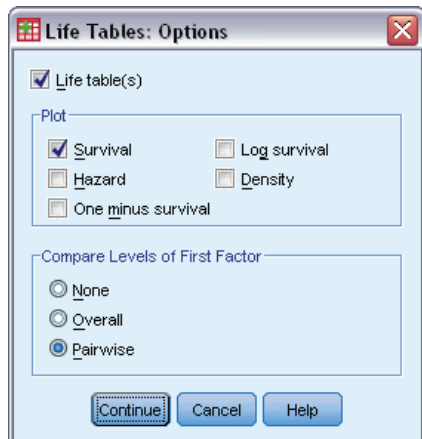 Life Tables: Options
Life table(s)
Plot
Survival Log survival
Hazard Density
One minus survival
Compare Levels of First Factor
None
Overall
Pairwise
Continue Cancel Help